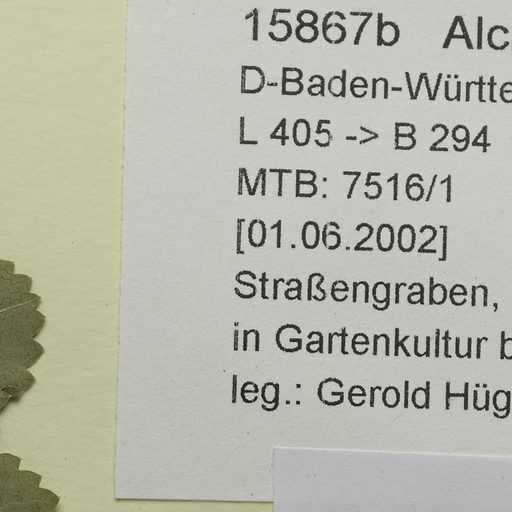 15867b Alc
D-Baden-Württe
L 405 -> B 294
MTB: 7516/1
[01.06.2002]
Straßengraben,
in Gartenkultur b
leg.: Gerold Hüg